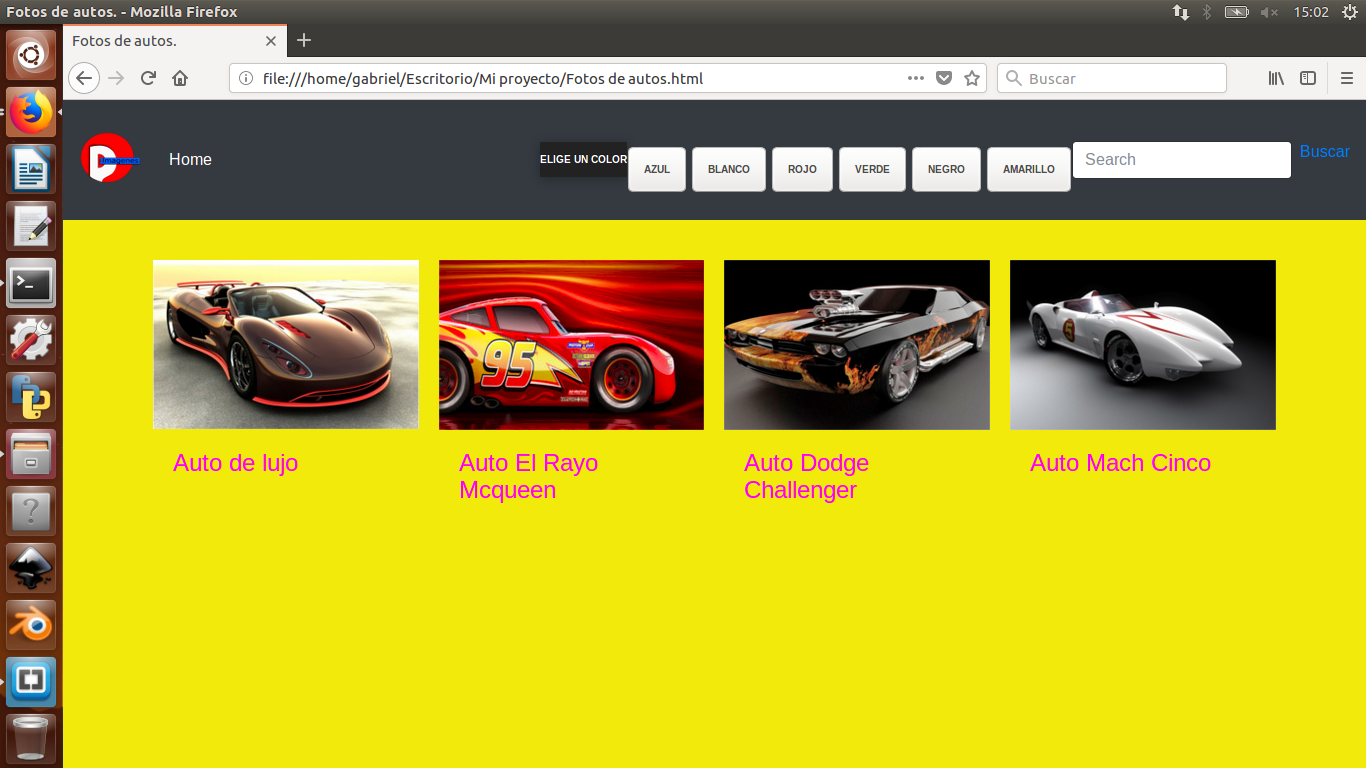 Fotos de autos. - Mozilla Firefox
15:02
Fotos de autos.
file:///home/gabriel/Escritorio/Mi proyecto/Fotos de autos.html
Buscar
Imagenes
Home
ELIGE UN COLOR
AZUL
BLANCO
ROJO
VERDE
NEGRO
AMARILLO
Search
Buscar
95
5
Auto de lujo
Auto El Rayo
Mcqueen
Auto Dodge
Challenger
Auto Mach Cinco